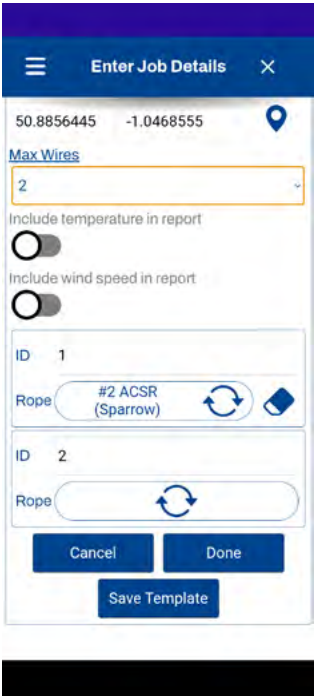 Enter Job Details
50.8856445 -1.0468555
Max Wires
2
Include temperature in report
Include wind speed in report
ID 1
Rope #2 ACSR
(Sparrow)
ID 2
Rope
Cancel Done
Save Template